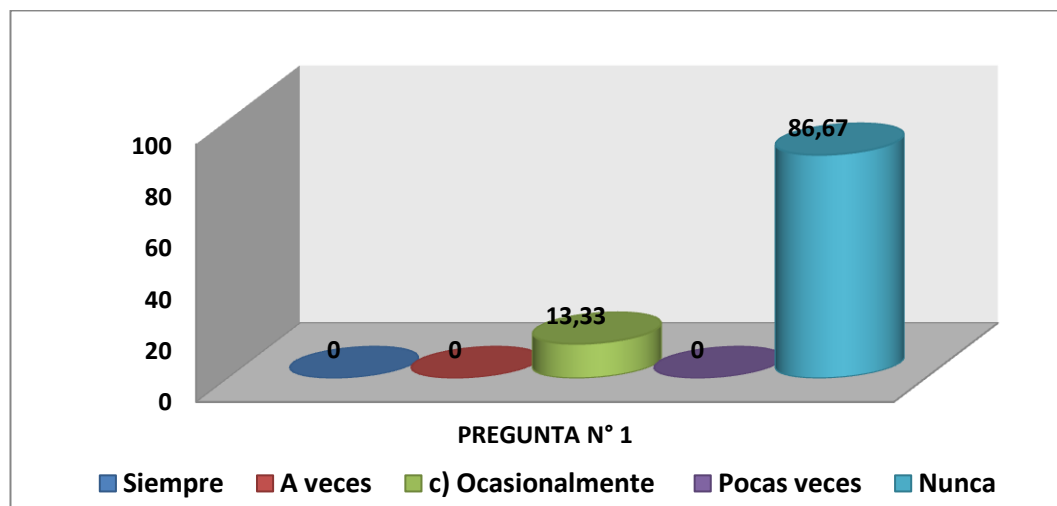 86,67
100
80
60
40
20
0
13,33
0
0
0
PREGUNTA N° 1
Siempre
A veces
c) Ocasionalmente
Pocas veces
Nunca